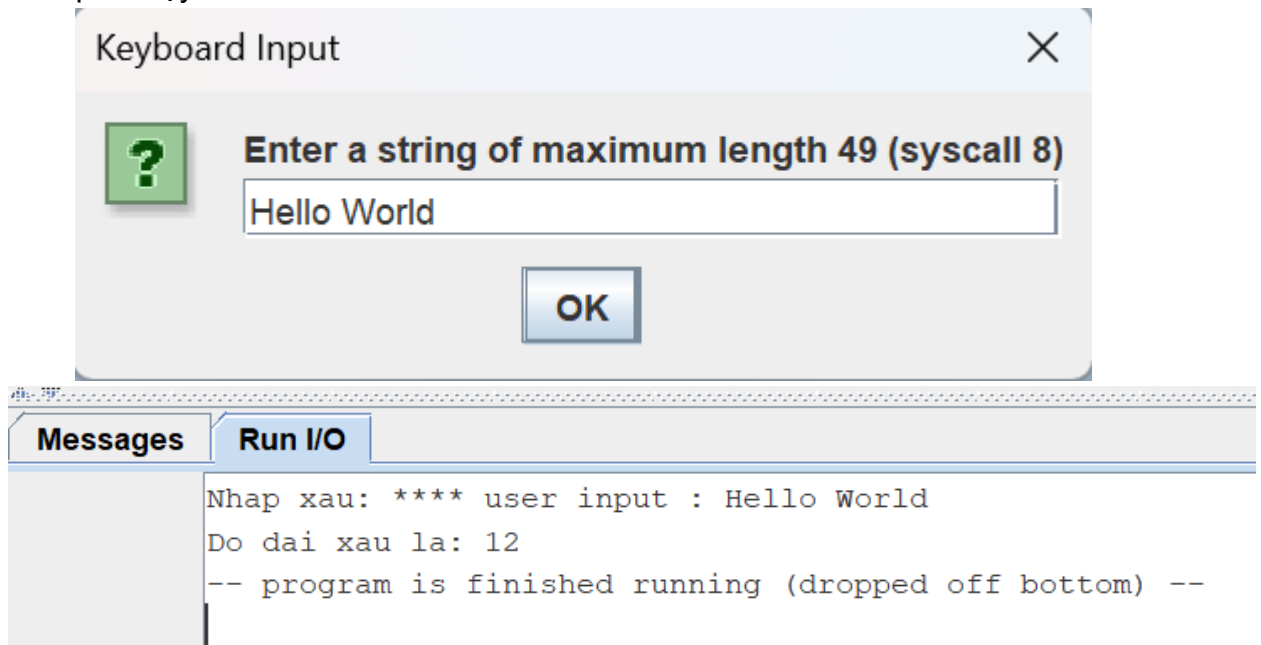 Keyboard Input
?
Enter a string of maximum length 49 (syscall 8)
Hello World
OK
Messages Run I/O
Nhap xau: **** user input : Hello World
Do dai xau la: 12
-- program is finished running (dropped off bottom) --